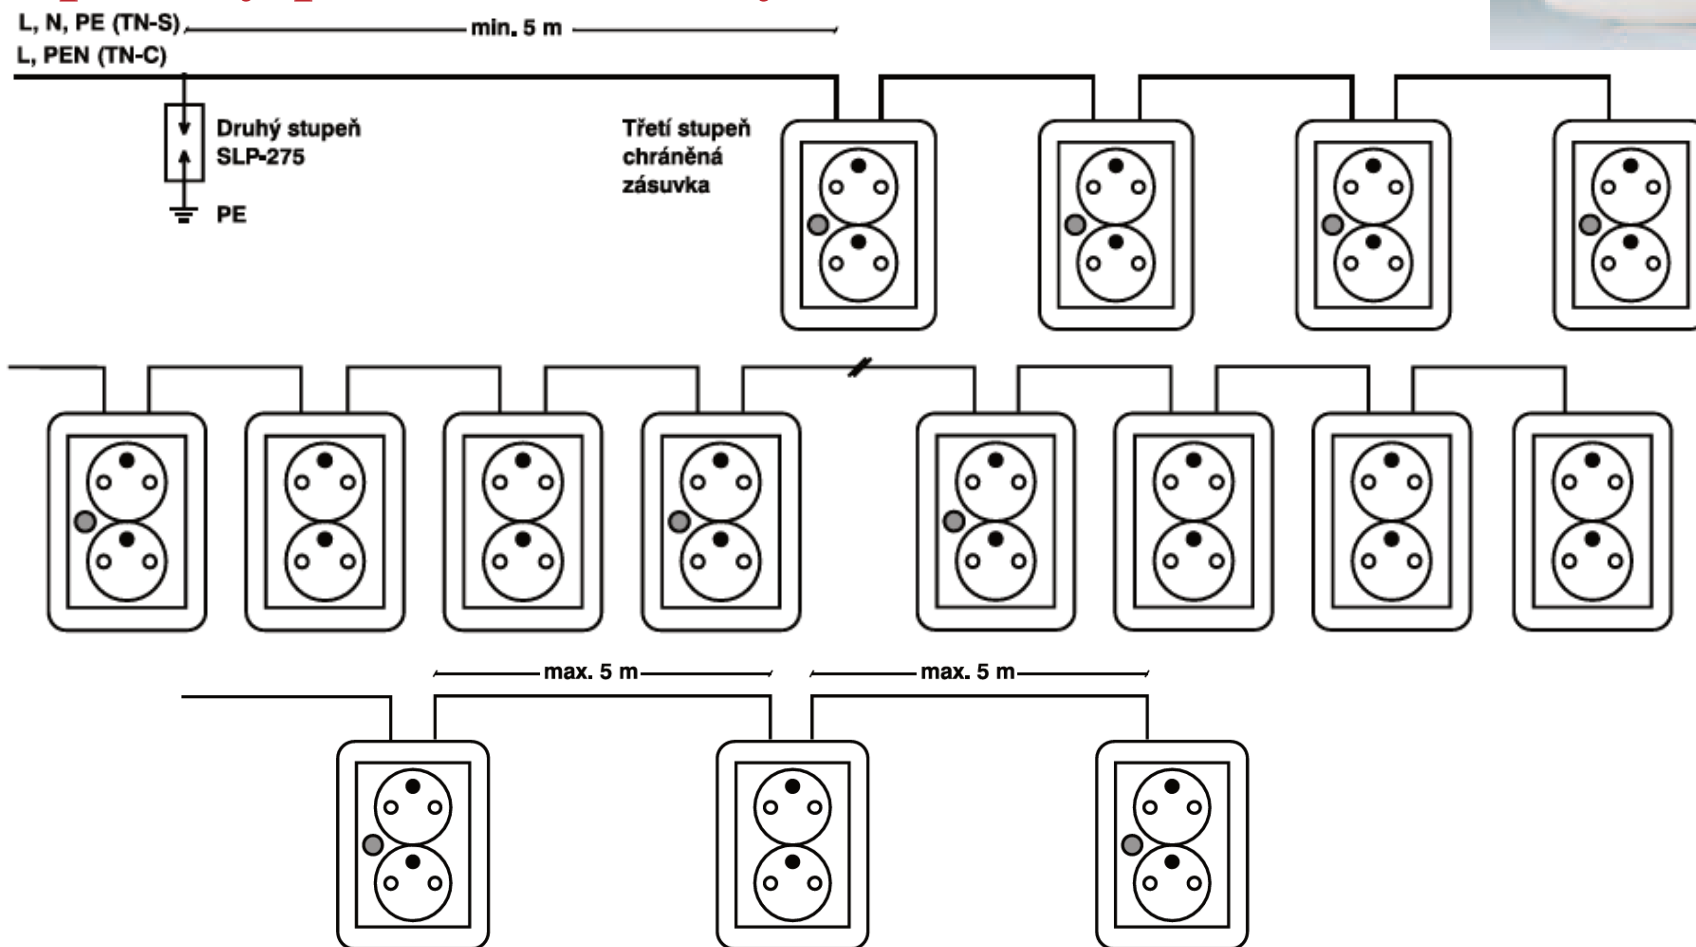 L, N, PE (TN-S)
min. 5 m
L, PEN (TN-C)
Druhý stupeň
SLP-275
PE
Třetí stupeň
chráněná
zásuvka
max. 5 m
max. 5 m